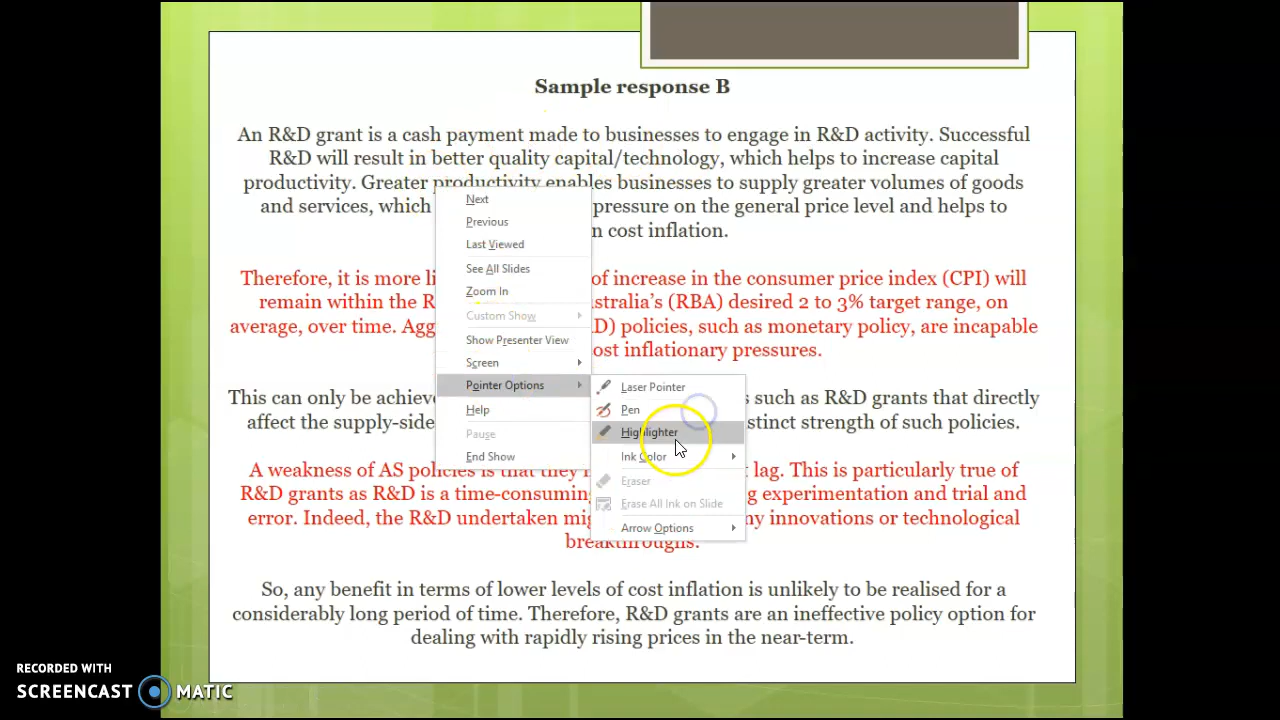 Sample response B
An R&D grant is a cash payment made to businesses to engage in R&D activity. Successful
R&D will result in better quality capital/technology, which helps to increase capital
productivity. Greater productivity enables businesses to supply greater volumes of goods
and services, which pressure on the general price level and helps to
n cost inflation.
Therefore, it is more li of increase in the consumer price index (CPI) will
remain within the R stralia's (RBA) desired 2 to 3% target range, on
average, over time. Agg D) policies, such as monetary policy, are incapable
ost inflationary pressures.
This can only be achieve s such as R&D grants that directly
affect the supply-side stinct strength of such policies.
A weakness of AS policies is that they lag. This is particularly true of
R&D grants as R&D is a time-consuming g experimentation and trial and
error. Indeed, the R&D undertaken mig ny innovations or technological
breakthroughs.
So, any benefit in terms of lower levels of cost inflation is unlikely to be realised for a
considerably long period of time. Therefore, R&D grants are an ineffective policy option for
dealing with rapidly rising prices in the near-term.
Next
Previous
Last Viewed
See All Slides
Zoom In
Custom Show
Show Presenter View
Screen
Pointer Options
Help
Pause
End Show
Laser Pointer
Pen
Highlighter
Ink Color
Eraser
Erase All Ink on Slide
Arrow Options
RECORDED WITH
SCREENCAST MATIC